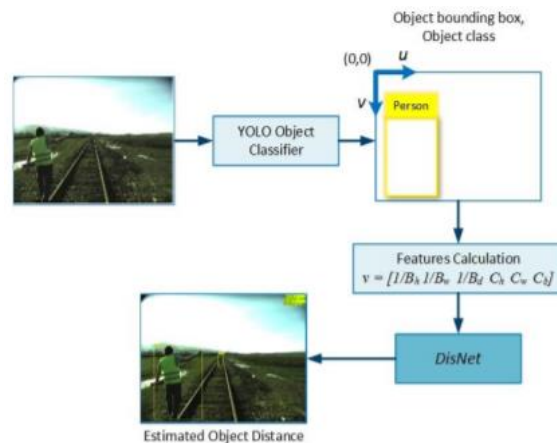 Object bounding box,
Object class
(0,0)
u
v
Person
YOLO Object
Classifier
Features Calculation
v = [1/Bh 1/Bw 1/Bd Ch Cw Cb]
DisNet
Estimated Object Distance